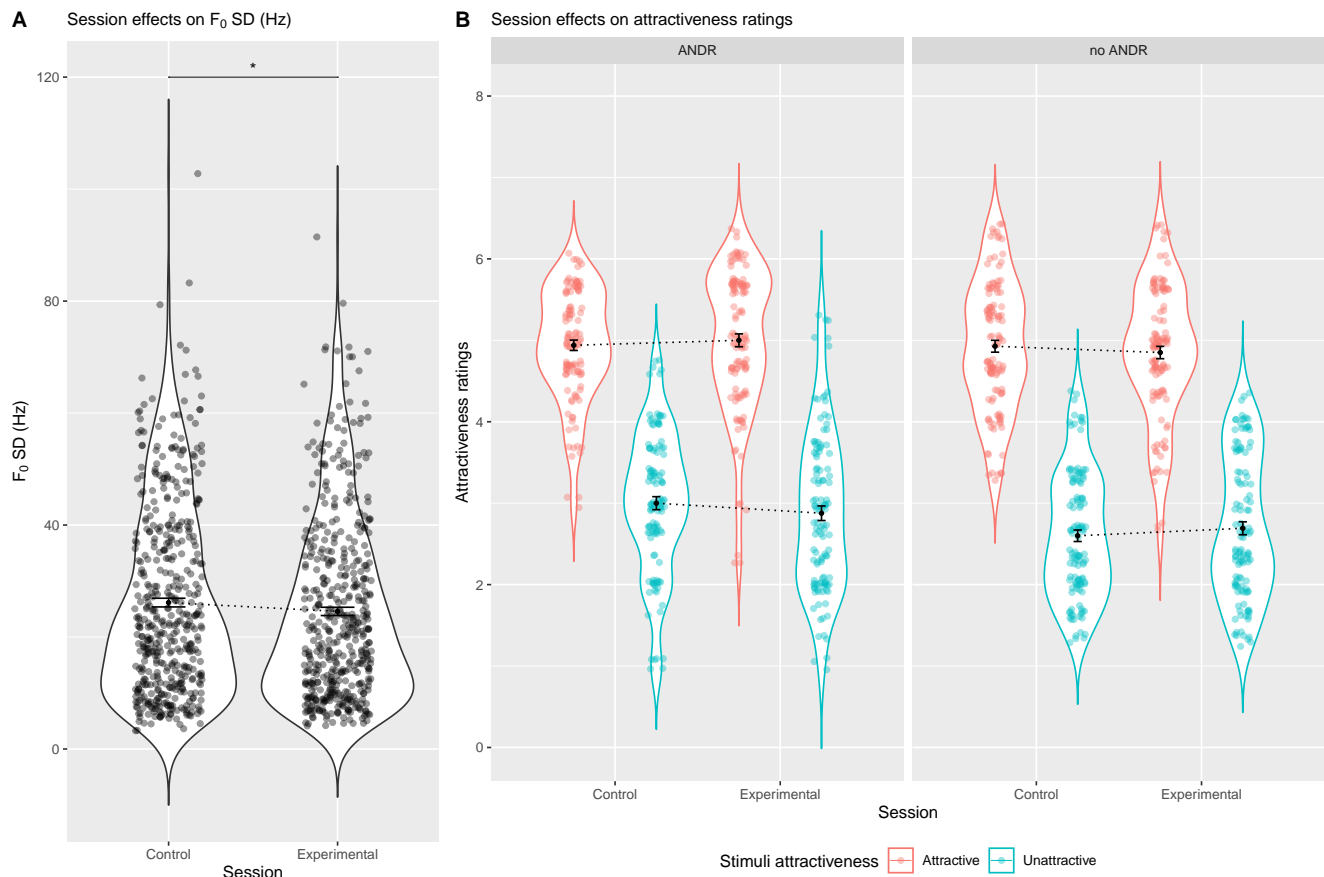 A Session effects on F₀ SD (Hz)
*
120
80
40
0
F₀ SD (Hz)
Control Experimental
Session
B Session effects on attractiveness ratings
ANDR no ANDR
8
6
4
2
0
Attractiveness ratings
Control Experimental Control Experimental
Session
Stimuli attractiveness Attractive Unattractive